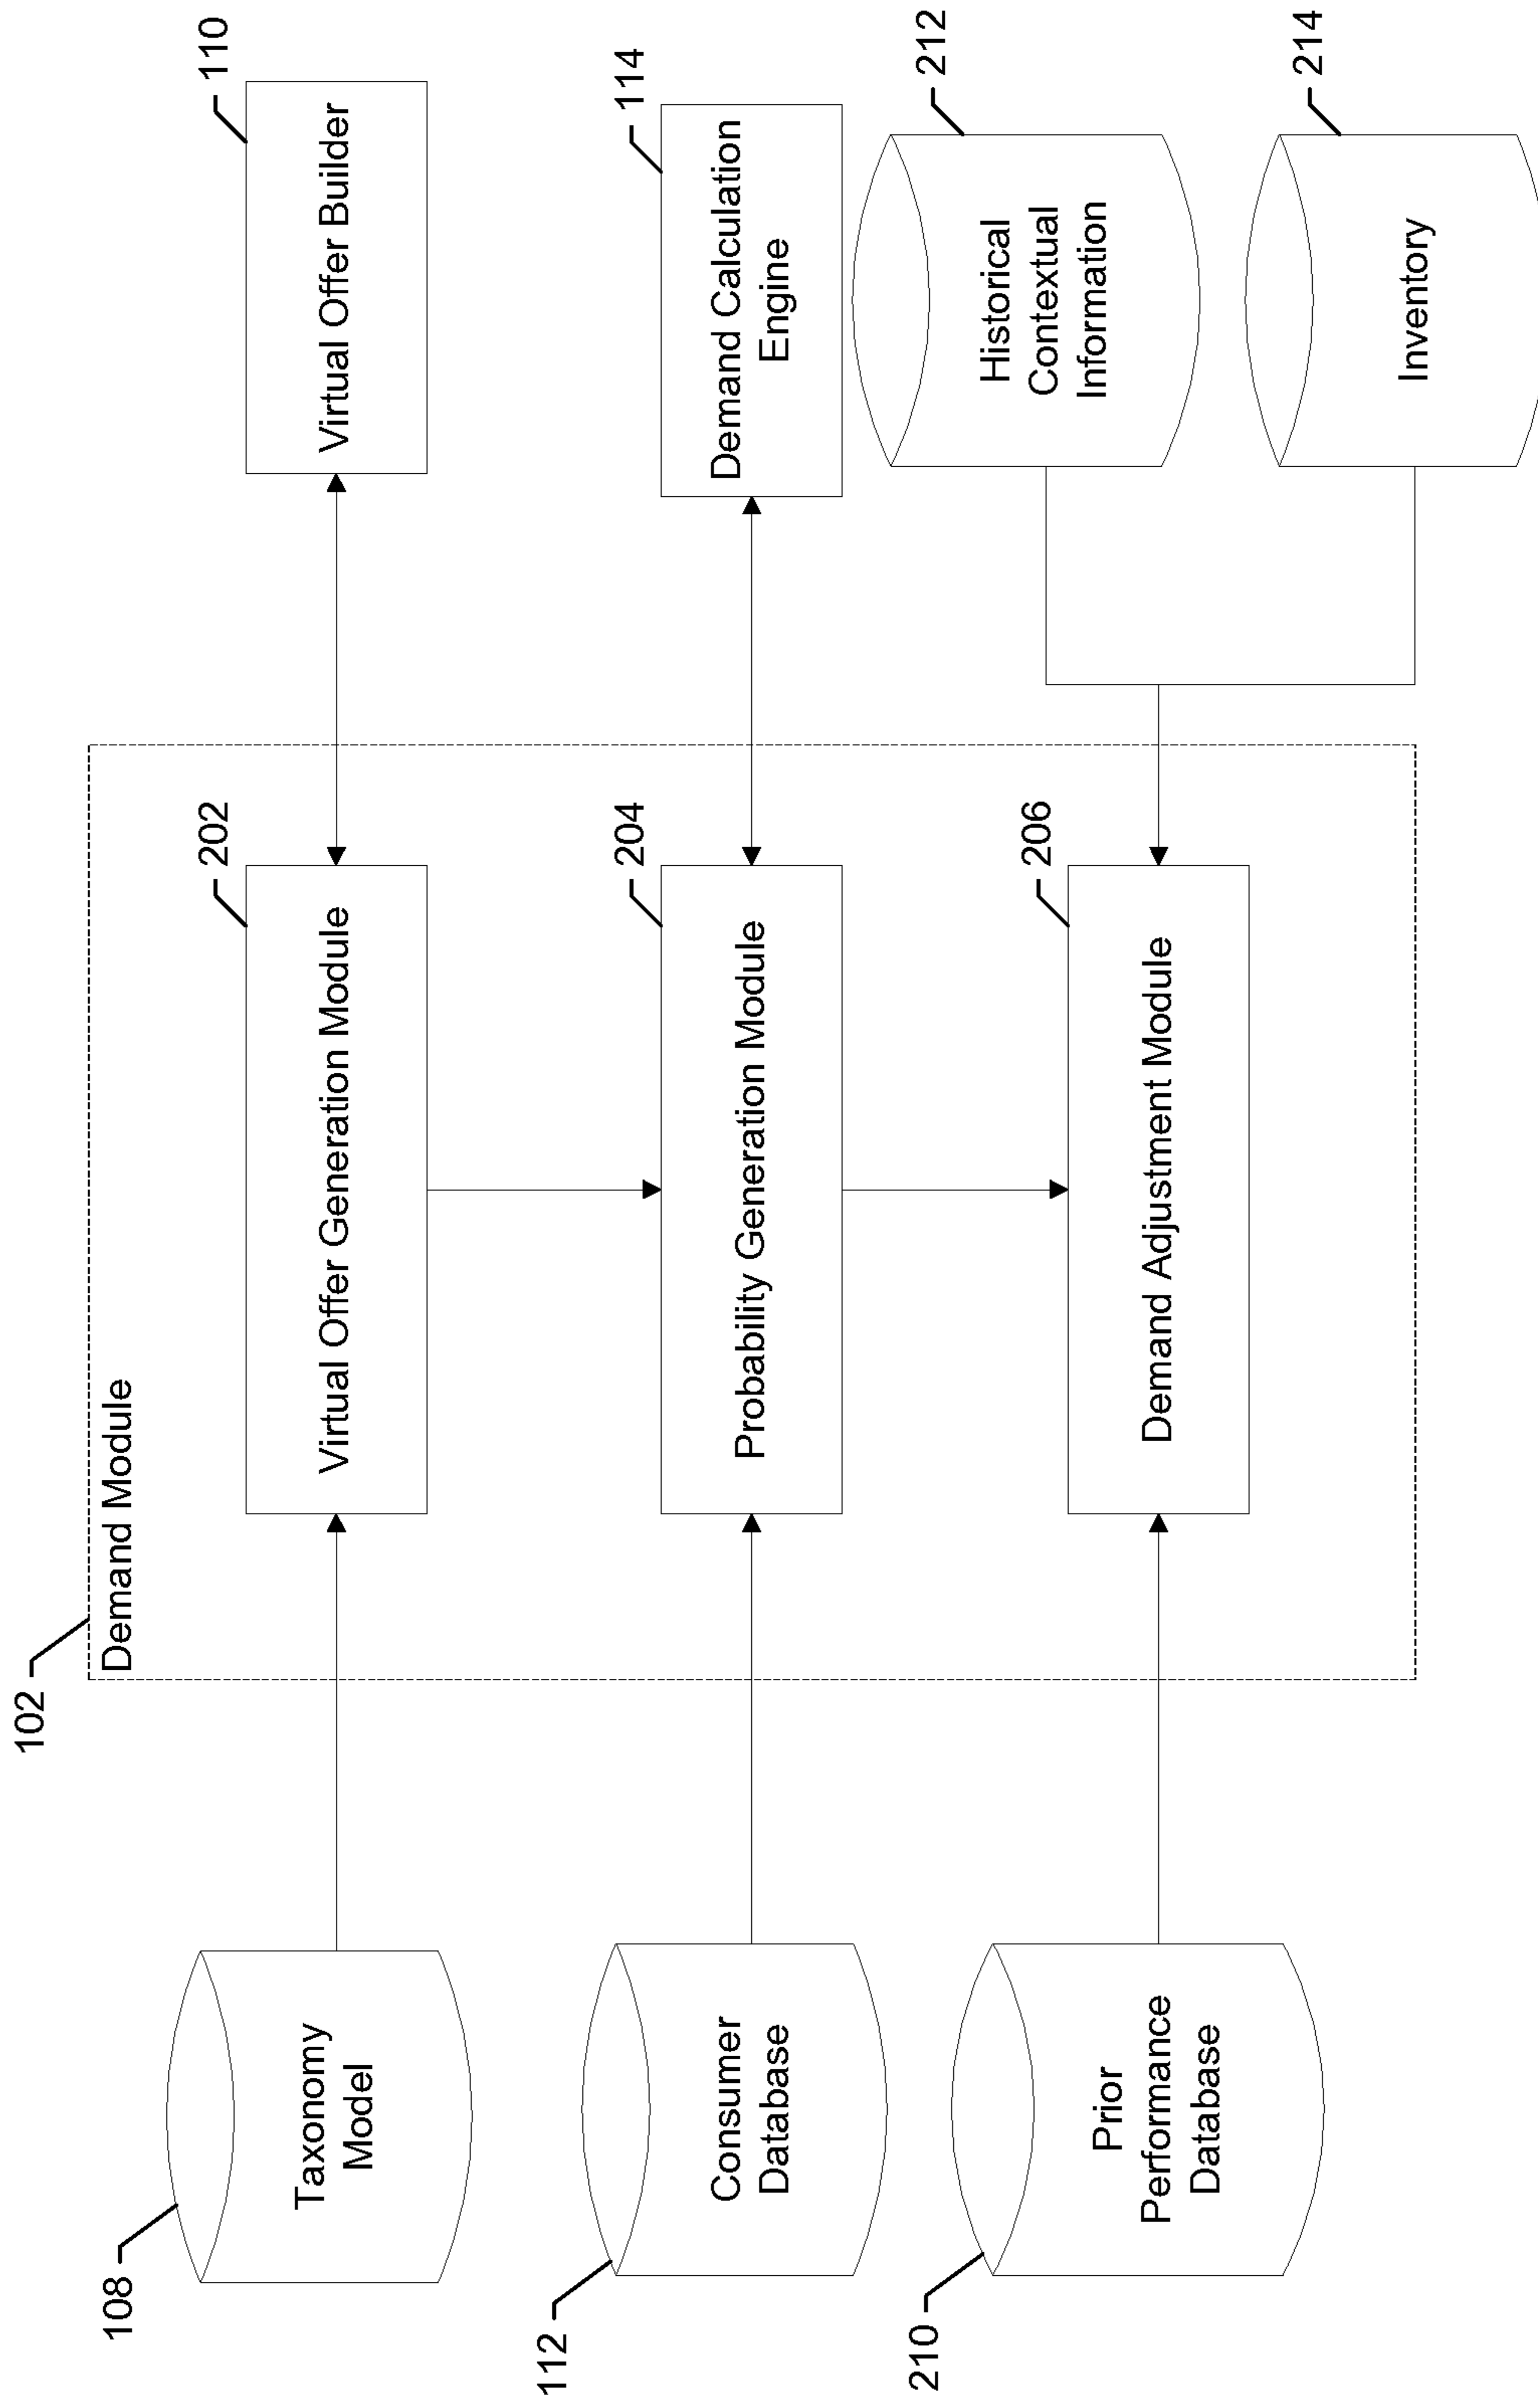 102
Demand Module
108
Taxonomy
Model
202
Virtual Offer Generation Module
110
Virtual Offer Builder
112
Consumer
Database
204
Probability Generation Module
114
Demand Calculation
Engine
210
Prior
Performance
Database
206
Demand Adjustment Module
212
Historical
Contextual
Information
214
Inventory